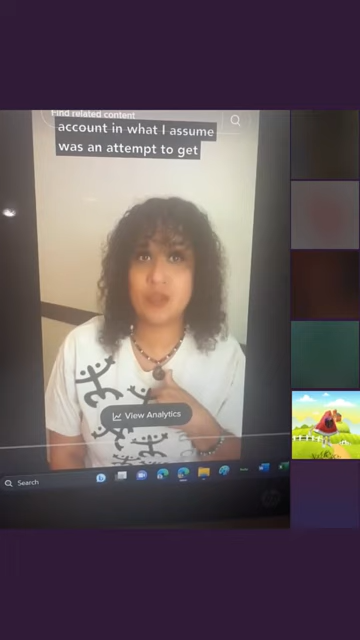 Find related content
account in what I assume
was an attempt to get
View Analytics
Search